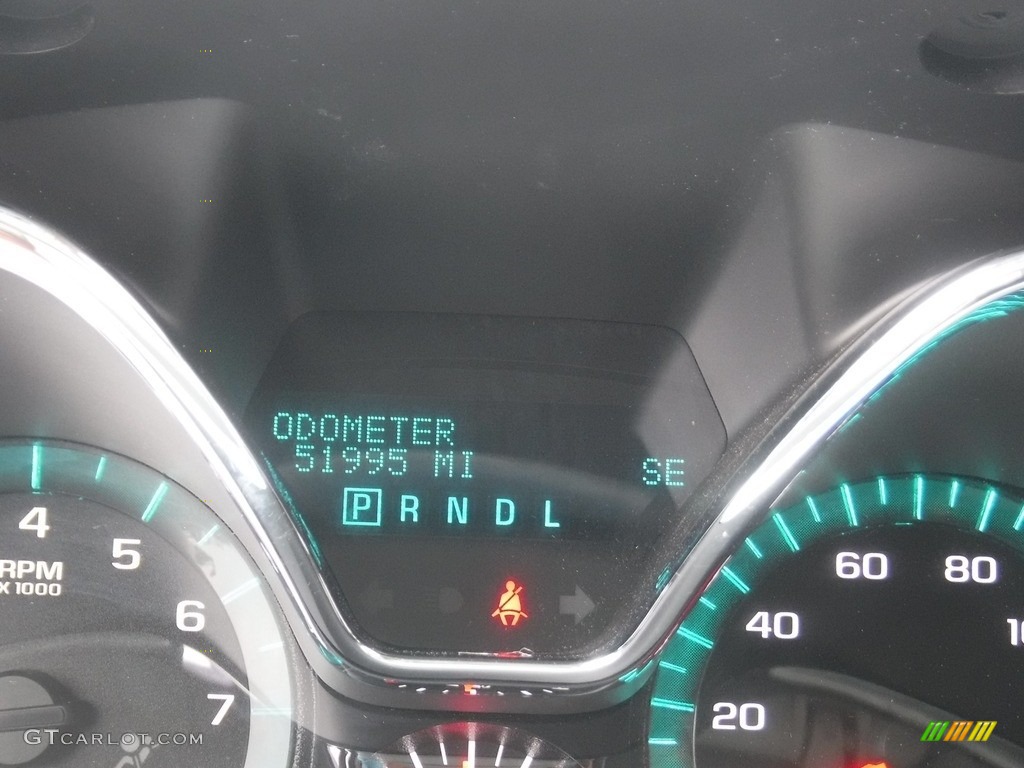 ODOMETER
51995 MI SE
P R N D L
4
5
6
7
RPM
X 1000
20
40
60
80
GTCARLOT.COM